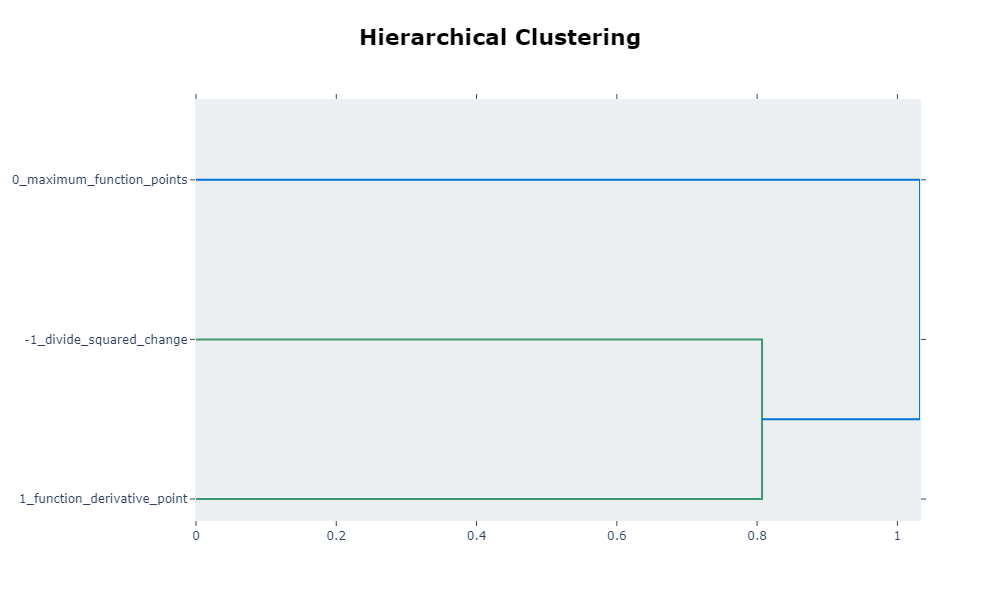 Hierarchical Clustering
0_maximum_function_points
-1_divide_squared_change
1_function_derivative_point
0 0.2 0.4 0.6 0.8 1